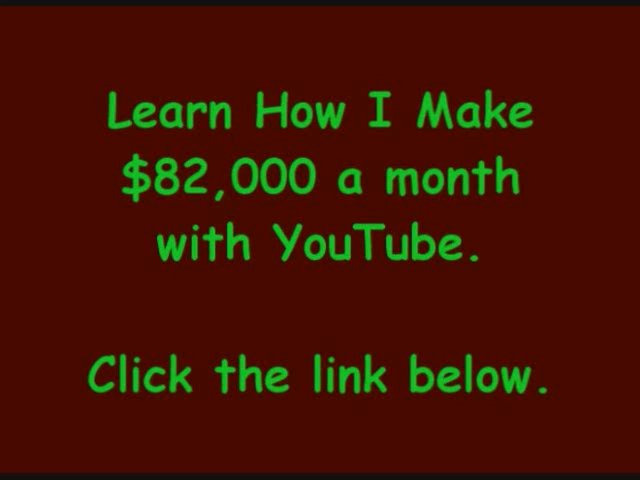 Learn How I Make
$82,000 a month
with YouTube.
Click the link below.